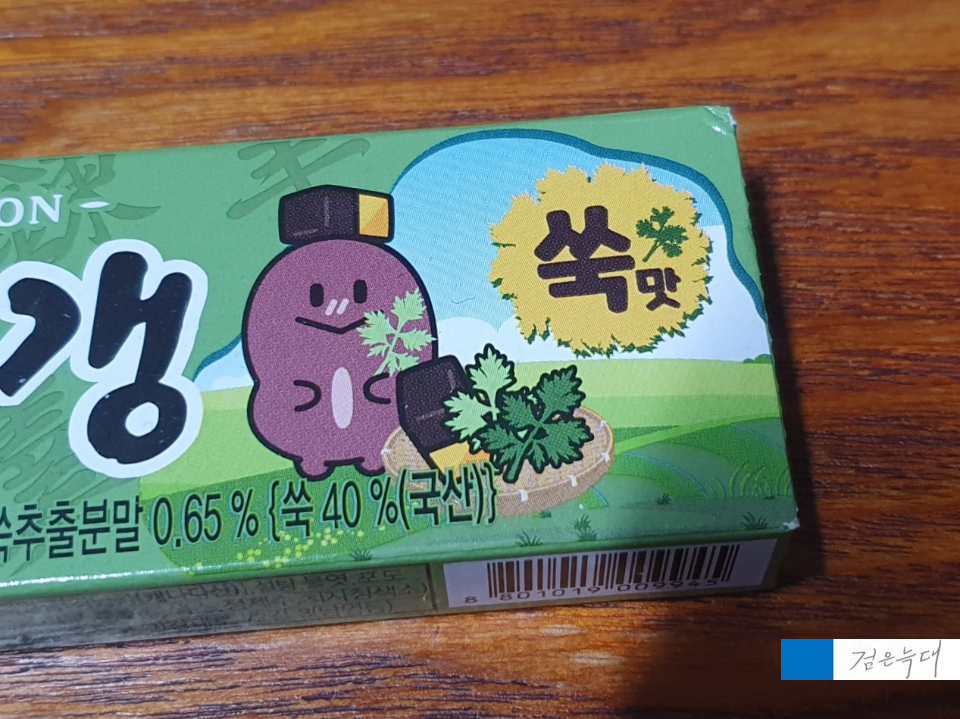 ON -
갱
쑥맛
쑥추출분말 0.65 % {쑥 40 %(국산)}
8 801019 009945
검은늑대